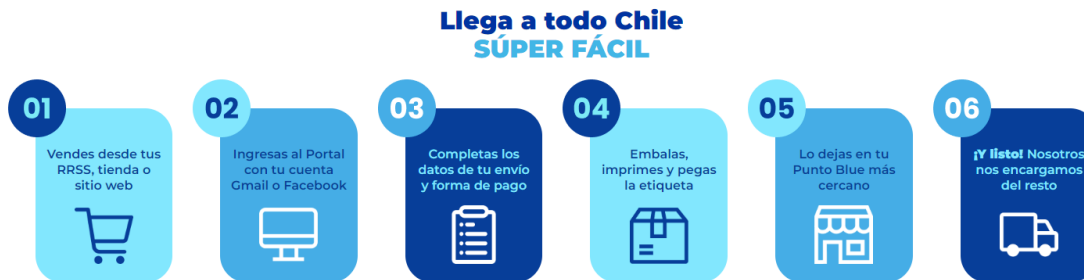 Llega a todo Chile
SÚPER FÁCIL
01
Vendes desde tus
RRSS, tienda o
sitio web
02
Ingresas al Portal
con tu cuenta
Gmail o Facebook
03
Completas los
datos de tu envío
y forma de pago
04
Embalas,
imprimes y pegas
la etiqueta
05
Lo dejas en tu
Punto Blue más
cercano
06
¡Y listo! Nosotros
nos encargamos
del resto